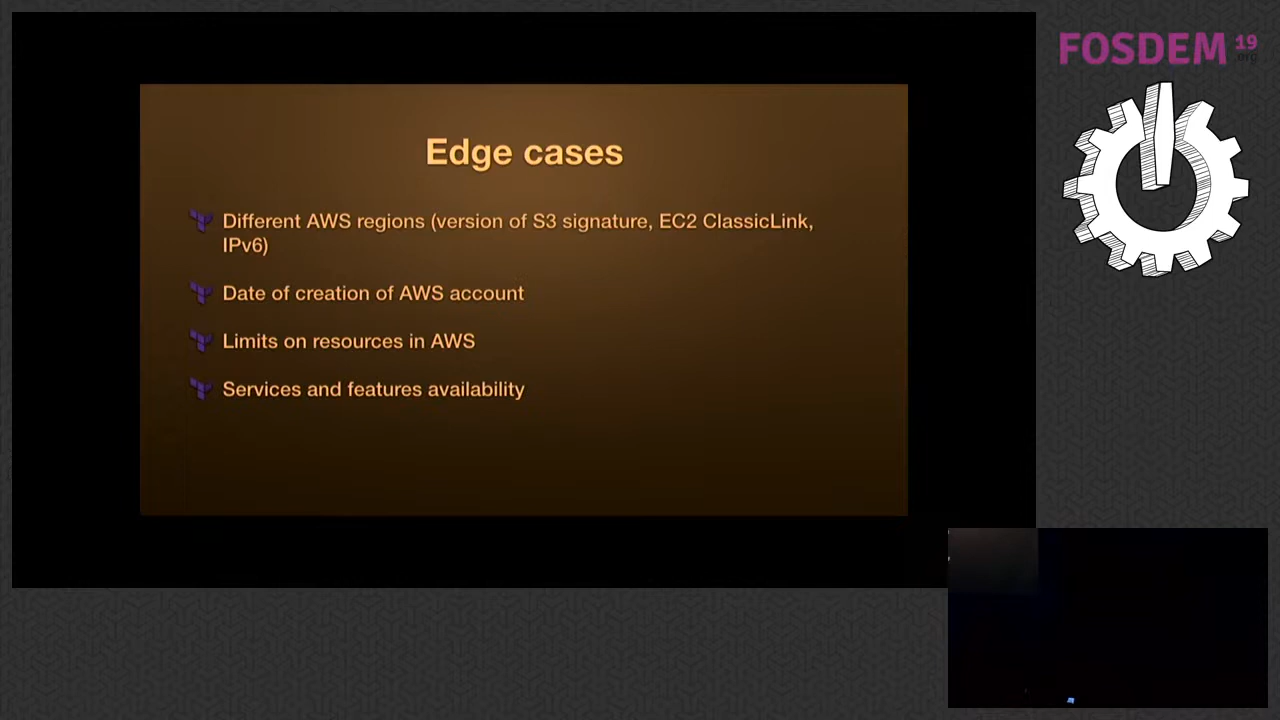 FOSDEM 19
.org
Edge cases
Different AWS regions (version of S3 signature, EC2 ClassicLink,
IPv6)
Date of creation of AWS account
Limits on resources in AWS
Services and features availability